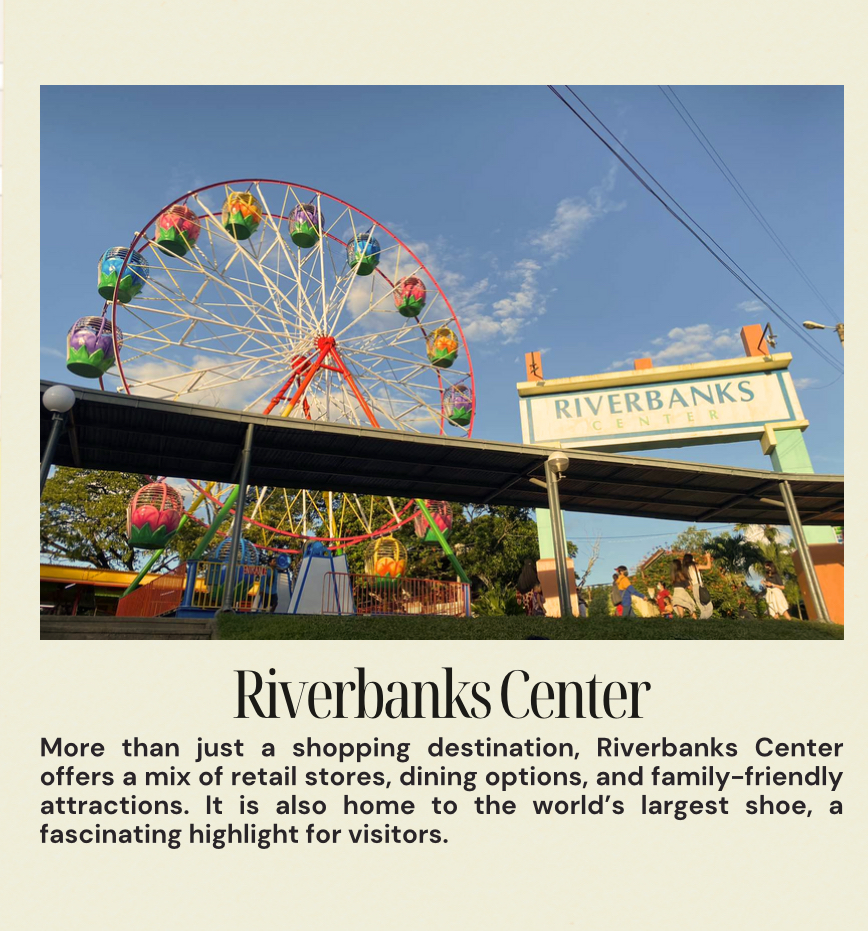 RIVERBANKS
CENTER
Riverbanks Center
More than just a shopping destination, Riverbanks Center
offers a mix of retail stores, dining options, and family-friendly
attractions. It is also home to the world's largest shoe, a
fascinating highlight for visitors.